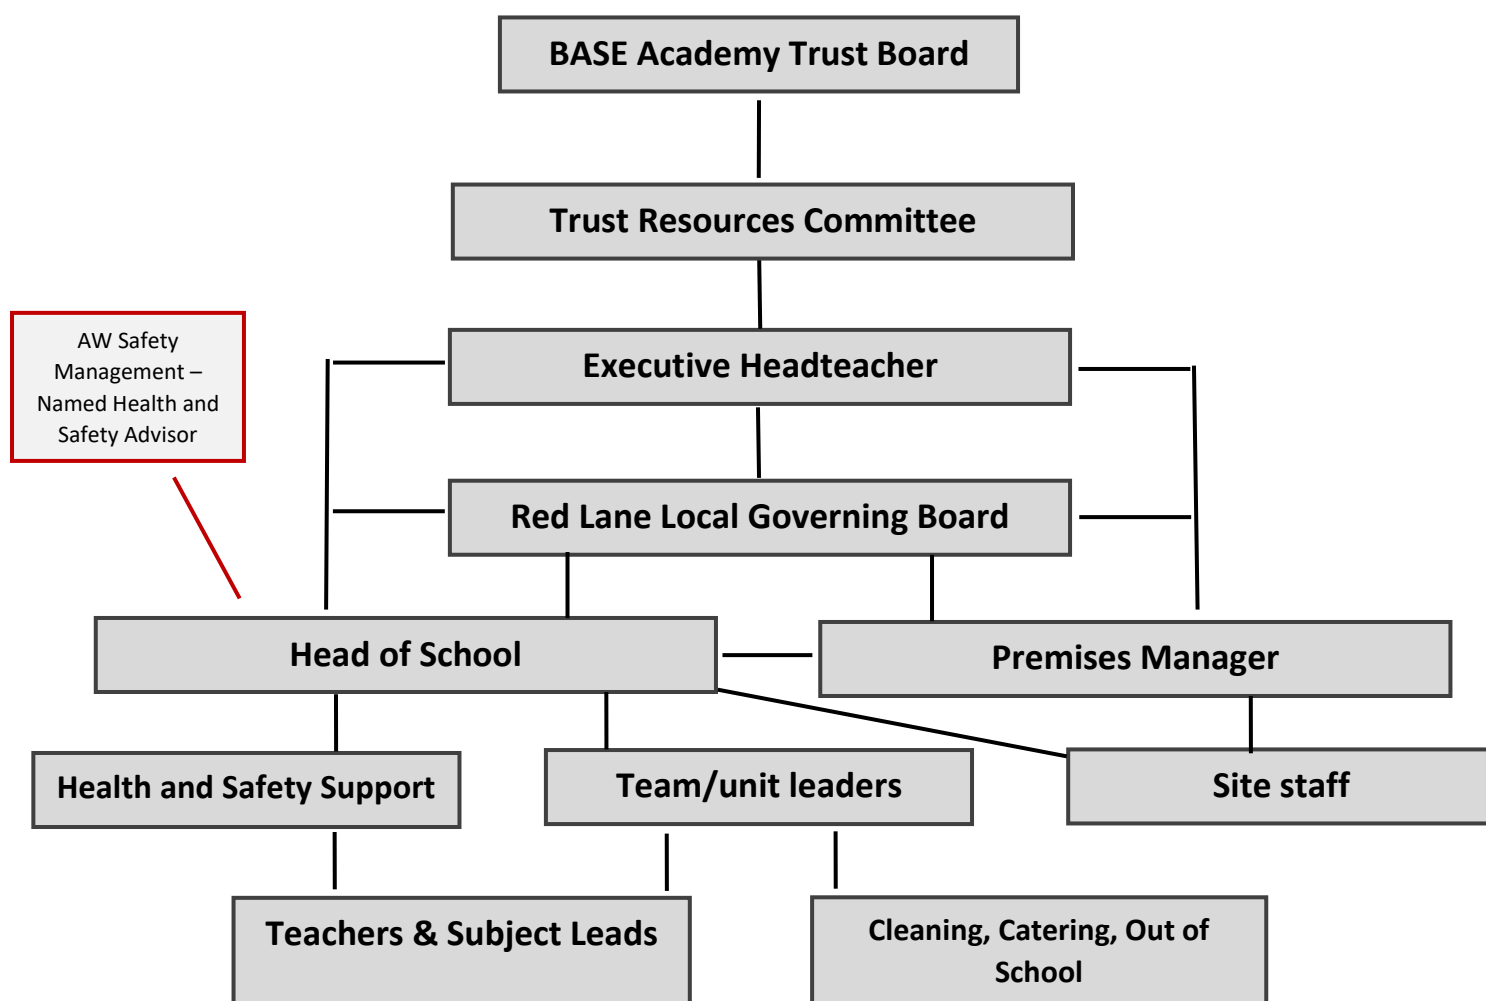 BASE Academy Trust Board
Trust Resources Committee
AW Safety
Management –
Named Health and
Safety Advisor
Executive Headteacher
Red Lane Local Governing Board
Head of School
Premises Manager
Health and Safety Support
Team/unit leaders
Site staff
Teachers & Subject Leads
Cleaning, Catering, Out of
School